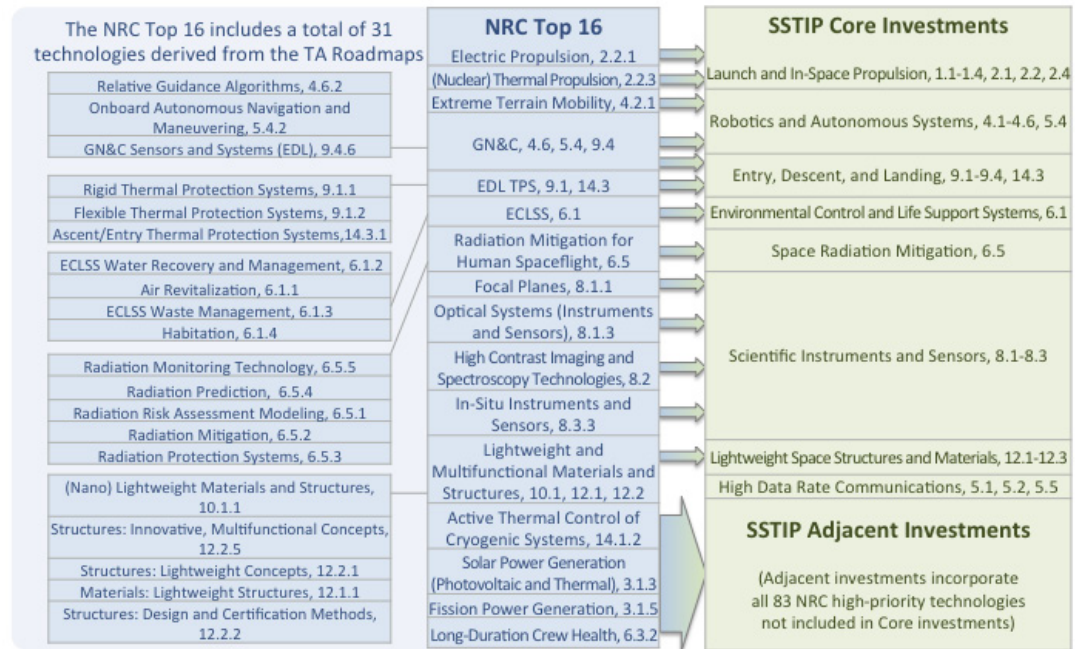 The NRC Top 16 includes a total of 31
technologies derived from the TA Roadmaps
Relative Guidance Algorithms, 4.6.2
Onboard Autonomous Navigation and
Maneuvering, 5.4.2
GN&C Sensors and Systems (EDL), 9.4.6
Rigid Thermal Protection Systems, 9.1.1
Flexible Thermal Protection Systems, 9.1.2
Ascent/Entry Thermal Protection Systems,14.3.1
ECLSS Water Recovery and Management, 6.1.2
Air Revitalization, 6.1.1
ECLSS Waste Management, 6.1.3
Habitation, 6.1.4
Radiation Monitoring Technology, 6.5.5
Radiation Prediction, 6.5.4
Radiation Risk Assessment Modeling, 6.5.1
Radiation Mitigation, 6.5.2
Radiation Protection Systems, 6.5.3
(Nano) Lightweight Materials and Structures,
10.1.1
Structures: Innovative, Multifunctional Concepts,
12.2.5
Structures: Lightweight Concepts, 12.2.1
Materials: Lightweight Structures, 12.1.1
Structures: Design and Certification Methods,
12.2.2
NRC Top 16
Electric Propulsion, 2.2.1
(Nuclear) Thermal Propulsion, 2.2.3
Extreme Terrain Mobility, 4.2.1
GN&C, 4.6, 5.4, 9.4
EDL TPS, 9.1, 14.3
ECLSS, 6.1
Radiation Mitigation for
Human Spaceflight, 6.5
Focal Planes, 8.1.1
Optical Systems (Instruments
and Sensors), 8.1.3
High Contrast Imaging and
Spectroscopy Technologies, 8.2
In-Situ Instruments and
Sensors, 8.3.3
Lightweight and
Multifunctional Materials and
Structures, 10.1, 12.1, 12.2
Active Thermal Control of
Cryogenic Systems, 14.1.2
Solar Power Generation
(Photovoltaic and Thermal), 3.1.3
Fission Power Generation, 3.1.5
Long-Duration Crew Health, 6.3.2
SSTIP Core Investments
Launch and In-Space Propulsion, 1.1-1.4, 2.1, 2.2, 2.4
Robotics and Autonomous Systems, 4.1-4.6, 5.4
Entry, Descent, and Landing, 9.1-9.4, 14.3
Environmental Control and Life Support Systems, 6.1
Space Radiation Mitigation, 6.5
Scientific Instruments and Sensors, 8.1-8.3
Lightweight Space Structures and Materials, 12.1-12.3
High Data Rate Communications, 5.1, 5.2, 5.5
SSTIP Adjacent Investments
(Adjacent investments incorporate
all 83 NRC high-priority technologies
not included in Core investments)